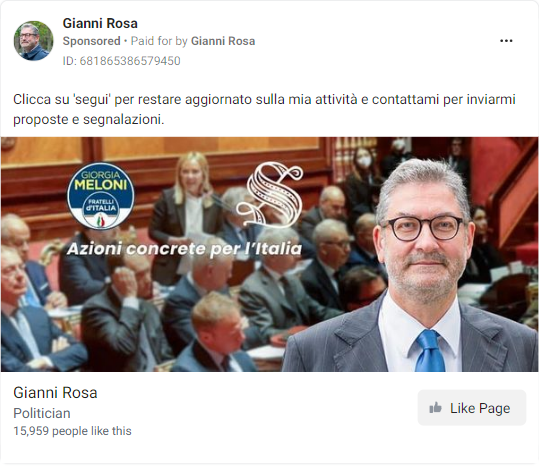 Gianni Rosa
Sponsored • Paid for by Gianni Rosa
ID: 681865386579450
Clicca su 'segui' per restare aggiornato sulla mia attività e contattami per inviarmi
proposte e segnalazioni.
GIORGIA
MELONI
FRATELLI
d'ITALIA
Azioni concrete per l'Italia
Gianni Rosa
Politician
15,959 people like this
Like Page